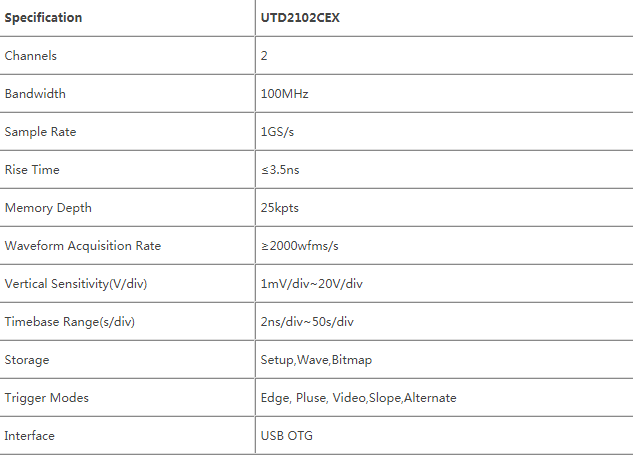 Specification UTD2102CEX
Channels 2
Bandwidth 100MHz
Sample Rate 1GS/s
Rise Time ≤3.5ns
Memory Depth 25kpts
Waveform Acquisition Rate ≥2000wfms/s
Vertical Sensitivity(V/div) 1mV/div~20V/div
Timebase Range(s/div) 2ns/div~50s/div
Storage Setup,Wave,Bitmap
Trigger Modes Edge, Pluse, Video,Slope,Alternate
Interface USB OTG